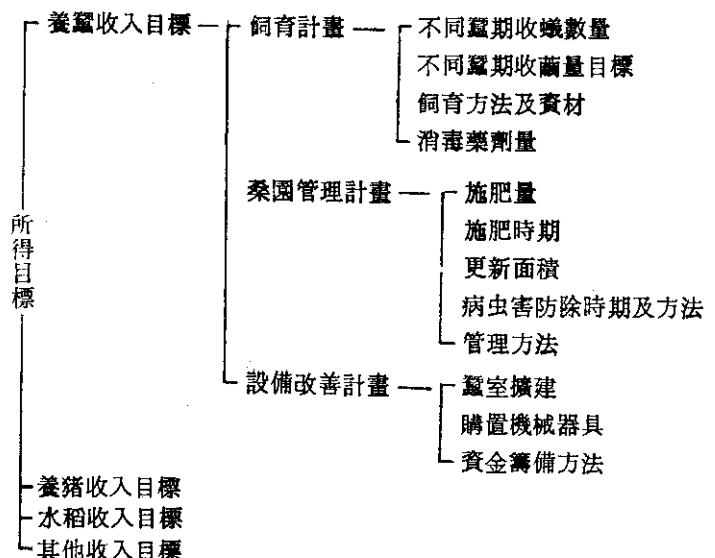 所得目標
養蠶收入目標
飼育計畫
不同蠶期收蟻數量
不同蠶期收繭量目標
飼育方法及資材
消毒藥劑量
桑園管理計畫
施肥量
施肥時期
更新面積
病虫害防除時期及方法
管理方法
設備改善計畫
蠶室擴建
購置機械器具
資金籌備方法
養猪收入目標
水稻收入目標
其他收入目標